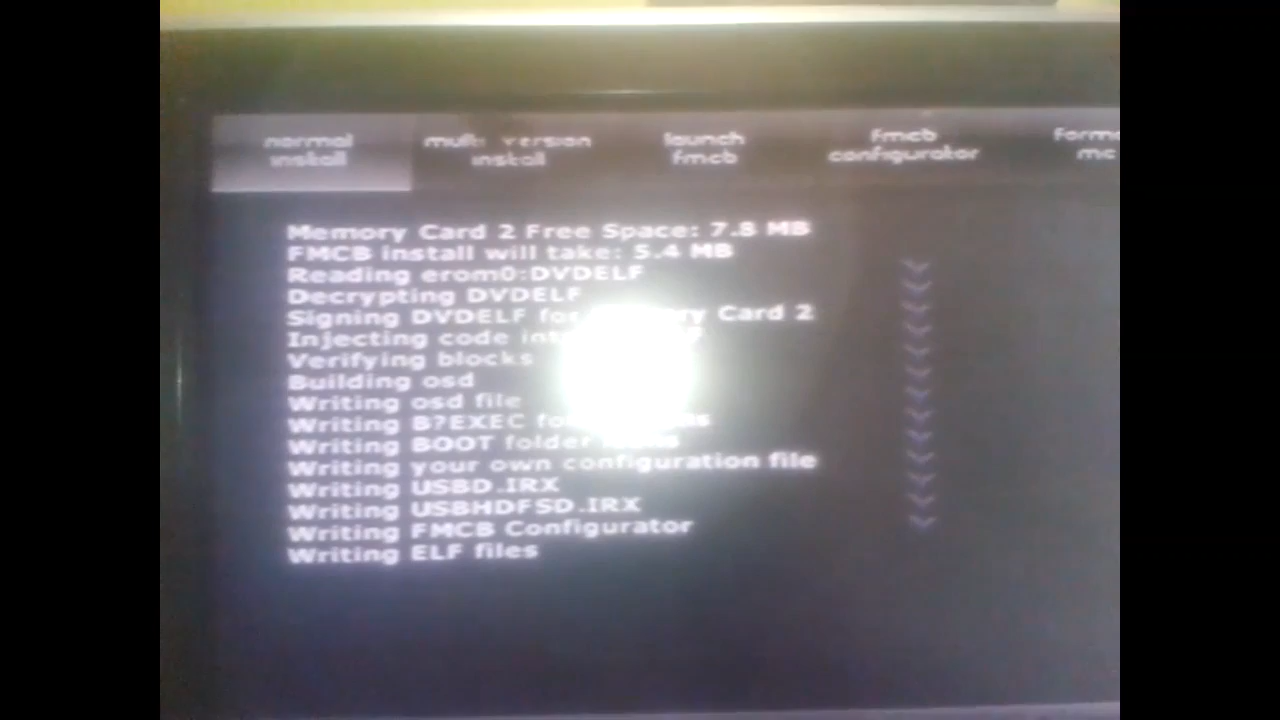 normal install
multi version install
launch fmcb
fmcb configurator
mc
Memory Card 2 Free Space: 7.8 MB
FMCB install will take: 5.4 MB
Reading erom0:DVDELF
Decrypting DVDELF
Signing DVDELF Card 2
Injecting code
Verifying blocks
Building osd
Writing osd file
Writing B?EXEC
Writing BOOT folder
Writing your own configuration file
Writing USBD.IRX
Writing USBHDFSD.IRX
Writing FMCB Configurator
Writing ELF files